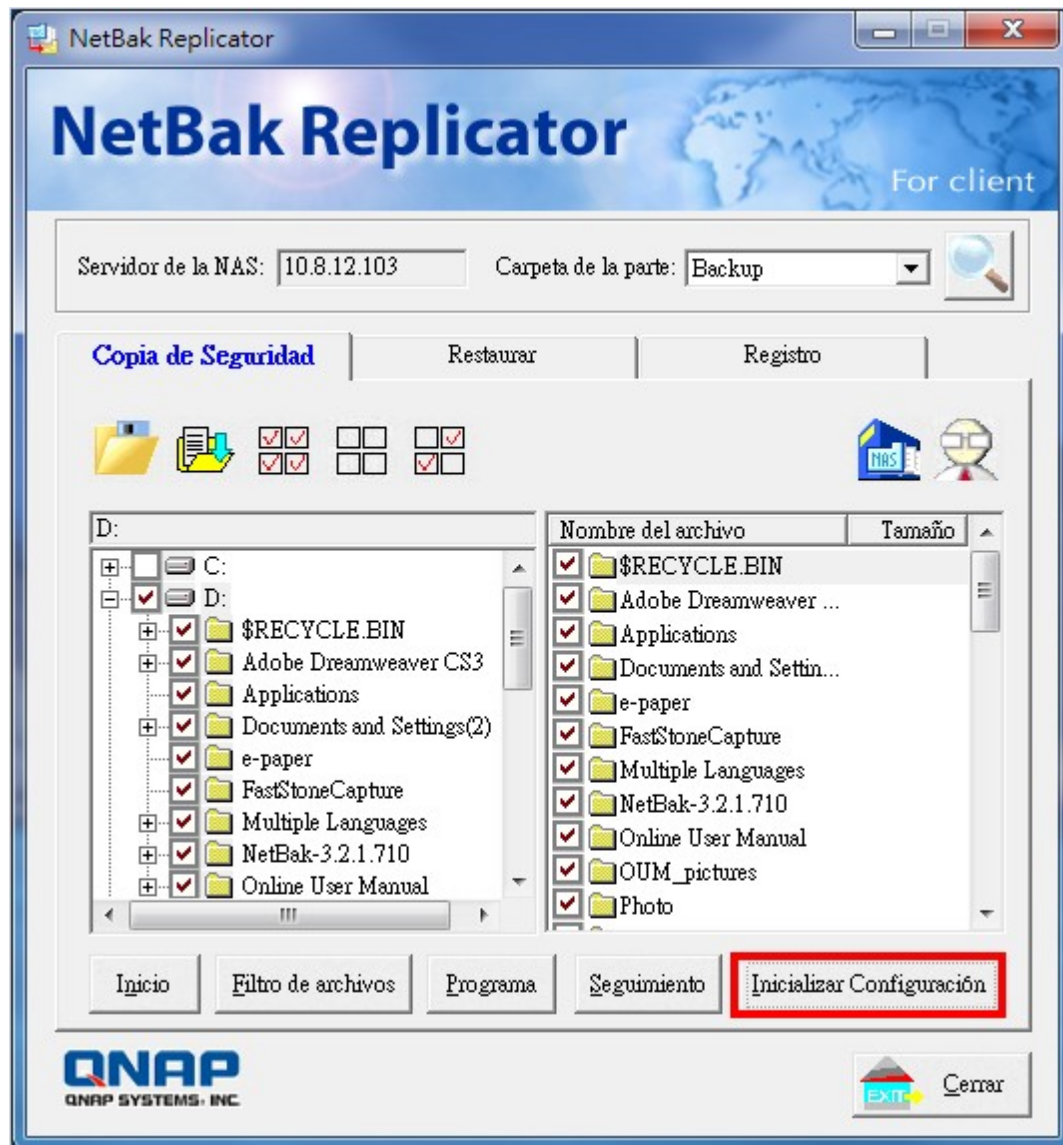 NetBak Replicator
NetBak Replicator
For client
Servidor de la NAS: 10.8.12.103 Carpeta de la parte: Backup
Copia de Seguridad Restaurar Registro
NAS
D:
C:
D:
$RECYCLE.BIN
Adobe Dreamweaver CS3
Applications
Documents and Settings(2)
e-paper
FastStoneCapture
Multiple Languages
NetBak-3.2.1.710
Online User Manual
Nombre del archivo Tamaño
$RECYCLE.BIN
Adobe Dreamweaver ...
Applications
Documents and Settin...
e-paper
FastStoneCapture
Multiple Languages
NetBak-3.2.1.710
Online User Manual
OUM_pictures
Photo
Inicio Filtro de archivos Programa Seguimiento Inicializar Configuración
QNAP
QNAP SYSTEMS, INC
EXIT Cerrar